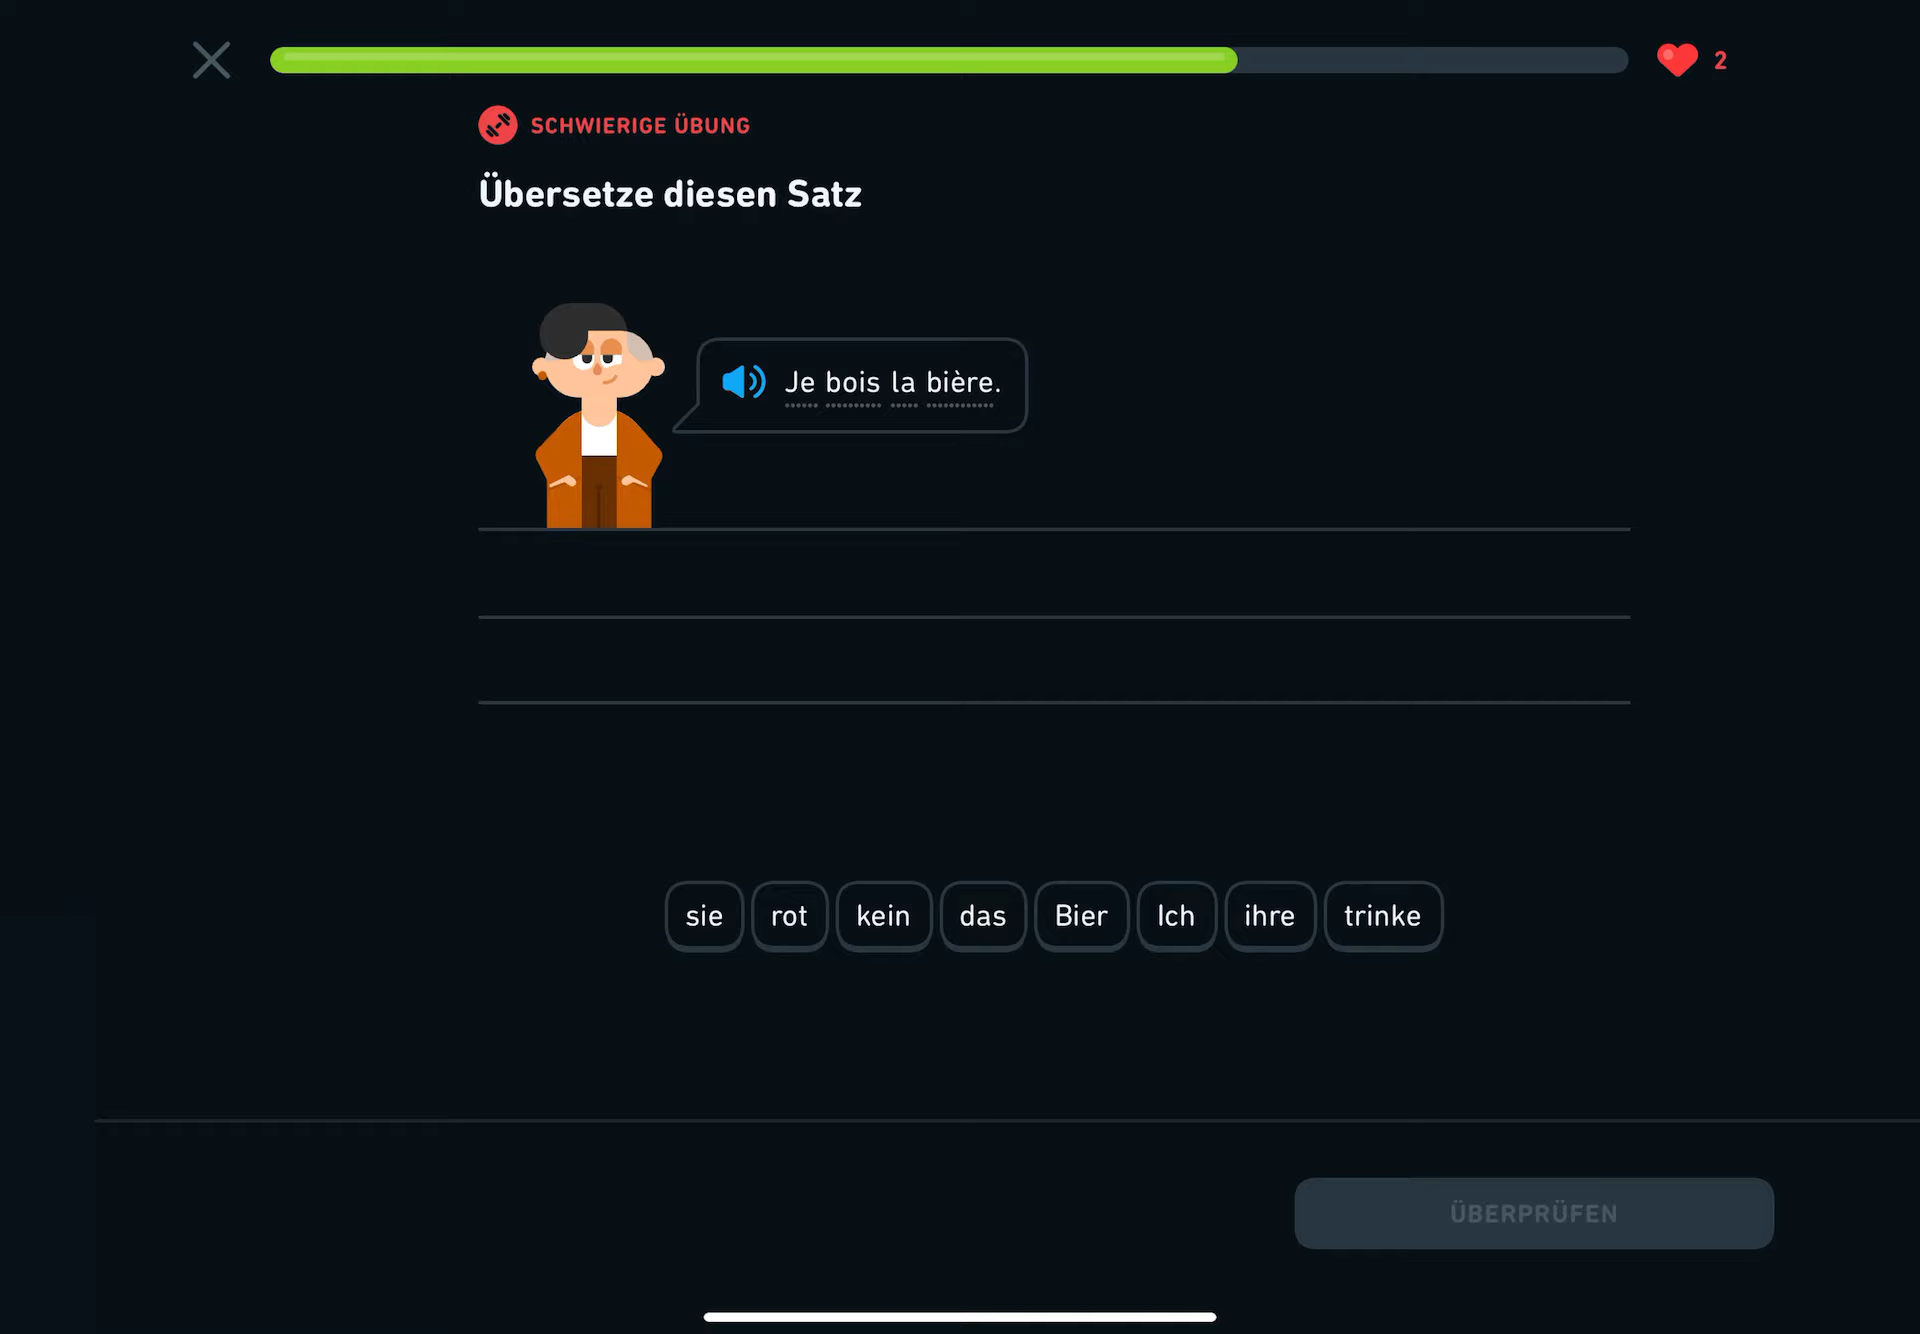 2
SCHWIERIGE ÜBUNG
Übersetze diesen Satz
Je bois la bière.
sie rot kein das Bier Ich ihre trinke
ÜBERPRÜFEN